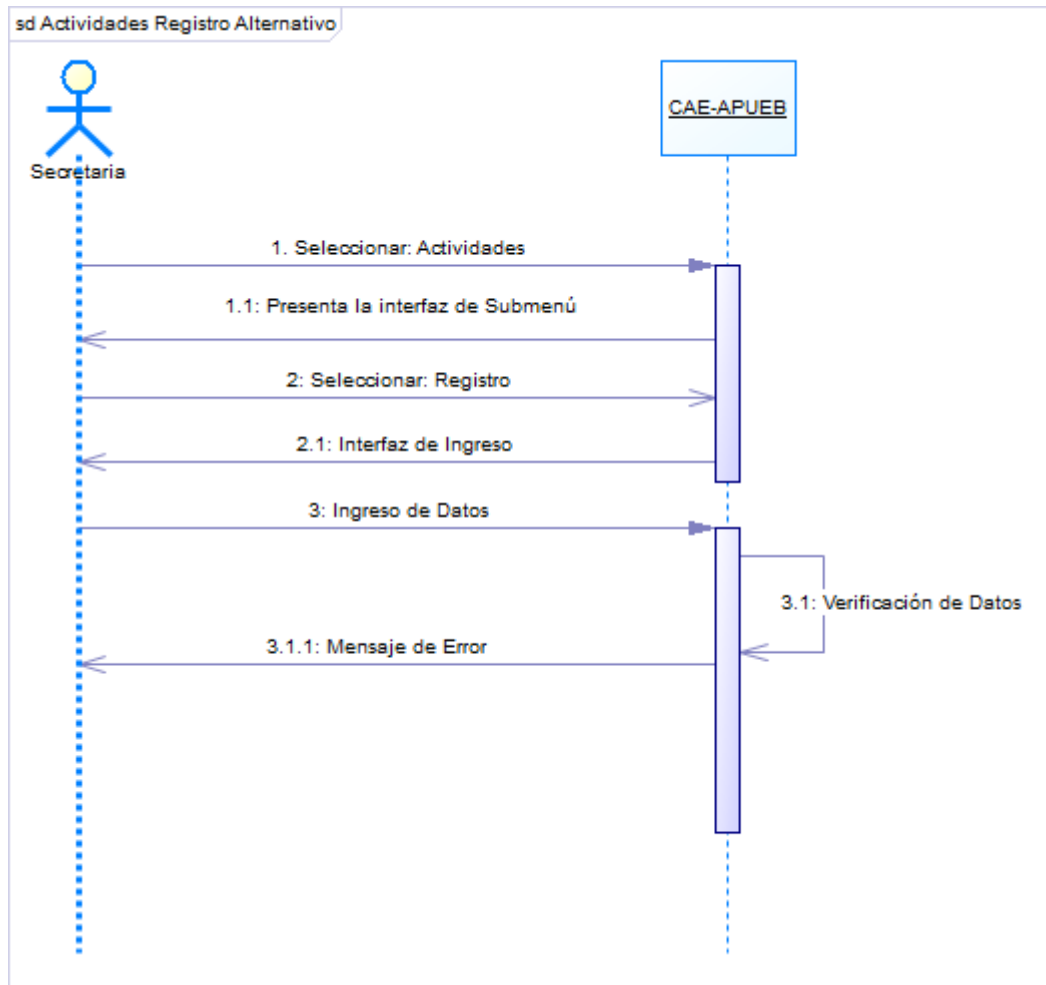 sd Actividades Registro Alternativo
CAE-APUEB
Secretaria
1. Seleccionar: Actividades
1.1: Presenta la interfaz de Submenú
2: Seleccionar: Registro
2.1: Interfaz de Ingreso
3: Ingreso de Datos
3.1: Verificación de Datos
3.1.1: Mensaje de Error